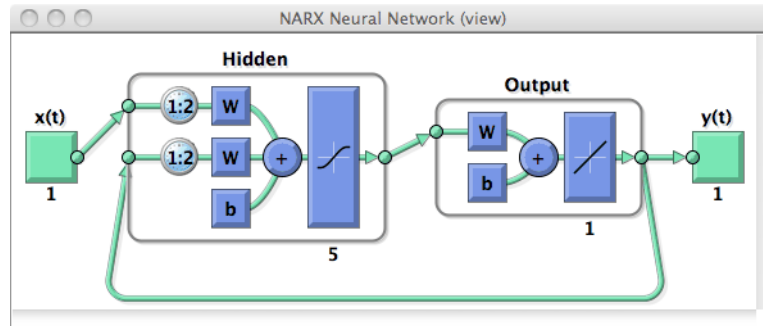 NARX Neural Network (view)
Hidden
Output
x(t)
1:2
W
W
y(t)
1:2
W
+
+
b
b
1
1
1
5